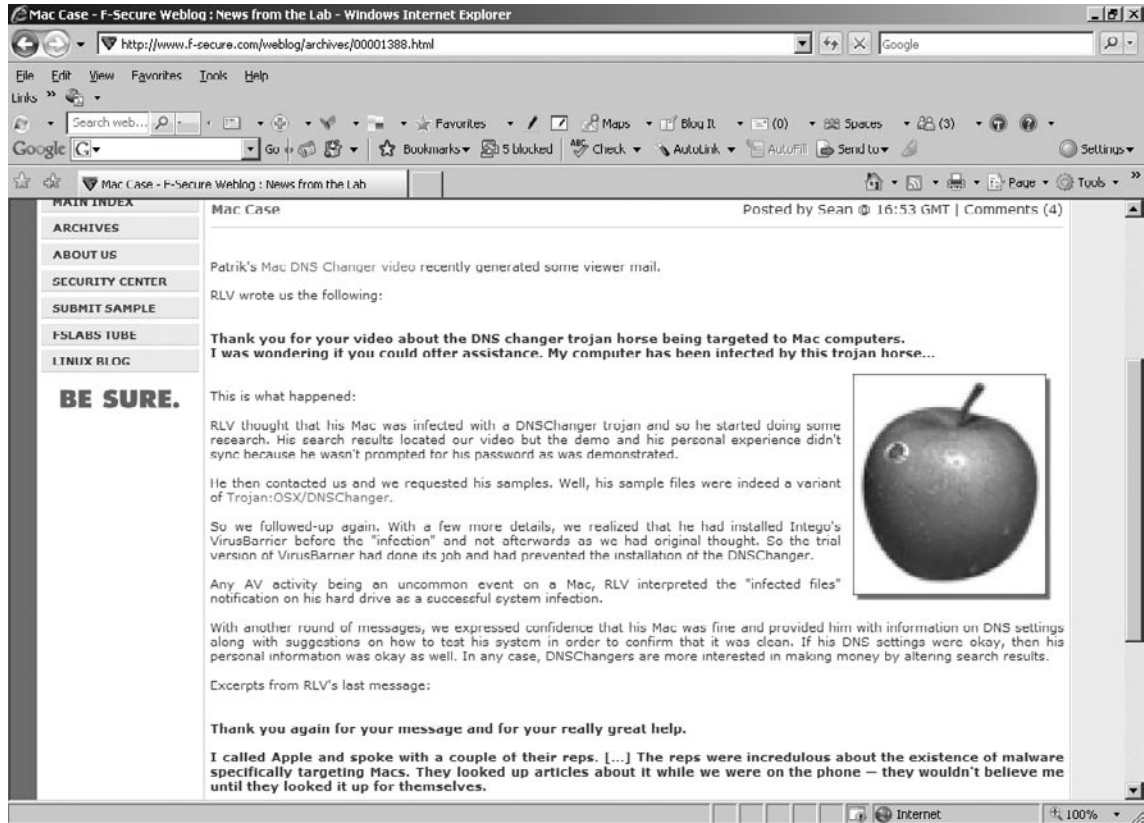 Mac Case - F-Secure Weblog : News from the Lab - Windows Internet Explorer
http://www.f-secure.com/weblog/archives/00001388.html
Google
File Edit View Favorites Tools Help
Links »
Search web... Favorites Maps Blog It (0) Spaces (3)
Google G Go Bookmarks 5 blocked ABC Check AutoLink AutoFill Send to Settings
Mac Case - F-Secure Weblog : News from the Lab Page Tools »
MAIN INDEX
ARCHIVES
ABOUT US
SECURITY CENTER
SUBMIT SAMPLE
FSLABS TUBE
LINUX BLOG
BE SURE.
Mac Case Posted by Sean @ 16:53 GMT | Comments (4)
Patrik's Mac DNS Changer video recently generated some viewer mail.
RLV wrote us the following:
Thank you for your video about the DNS changer trojan horse being targeted to Mac computers.
I was wondering if you could offer assistance. My computer has been infected by this trojan horse...
This is what happened:
RLV thought that his Mac was infected with a DNSChanger trojan and so he started doing some
research. His search results located our video but the demo and his personal experience didn't
sync because he wasn't prompted for his password as was demonstrated.
He then contacted us and we requested his samples. Well, his sample files were indeed a variant
of Trojan:OSX/DNSChanger.
So we followed-up again. With a few more details, we realized that he had installed Intego's
VirusBarrier before the "infection" and not afterwards as we had original thought. So the trial
version of VirusBarrier had done its job and had prevented the installation of the DNSChanger.
Any AV activity being an uncommon event on a Mac, RLV interpreted the "infected files"
notification on his hard drive as a successful system infection.
With another round of messages, we expressed confidence that his Mac was fine and provided him with information on DNS settings
along with suggestions on how to test his system in order to confirm that it was clean. If his DNS settings were okay, then his
personal information was okay as well. In any case, DNSChangers are more interested in making money by altering search results.
Excerpts from RLV's last message:
Thank you again for your message and for your really great help.
I called Apple and spoke with a couple of their reps. [...] The reps were incredulous about the existence of malware
specifically targeting Macs. They looked up articles about it while we were on the phone — they wouldn't believe me
until they looked it up for themselves.
Internet 100%